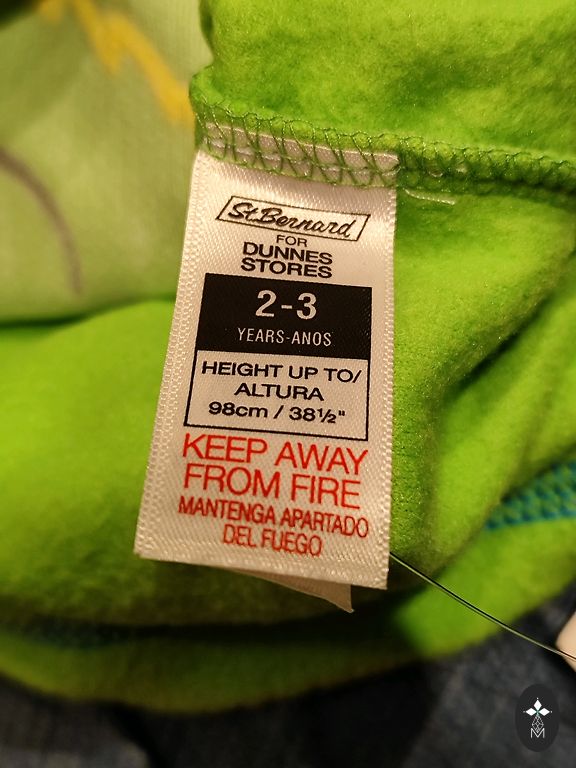 St.Bernard
FOR
DUNNES
STORES
2-3
YEARS-ANOS
HEIGHT UP TO/
ALTURA
98cm / 38½"
KEEP AWAY
FROM FIRE
MANTENGA APARTADO
DEL FUEGO
M